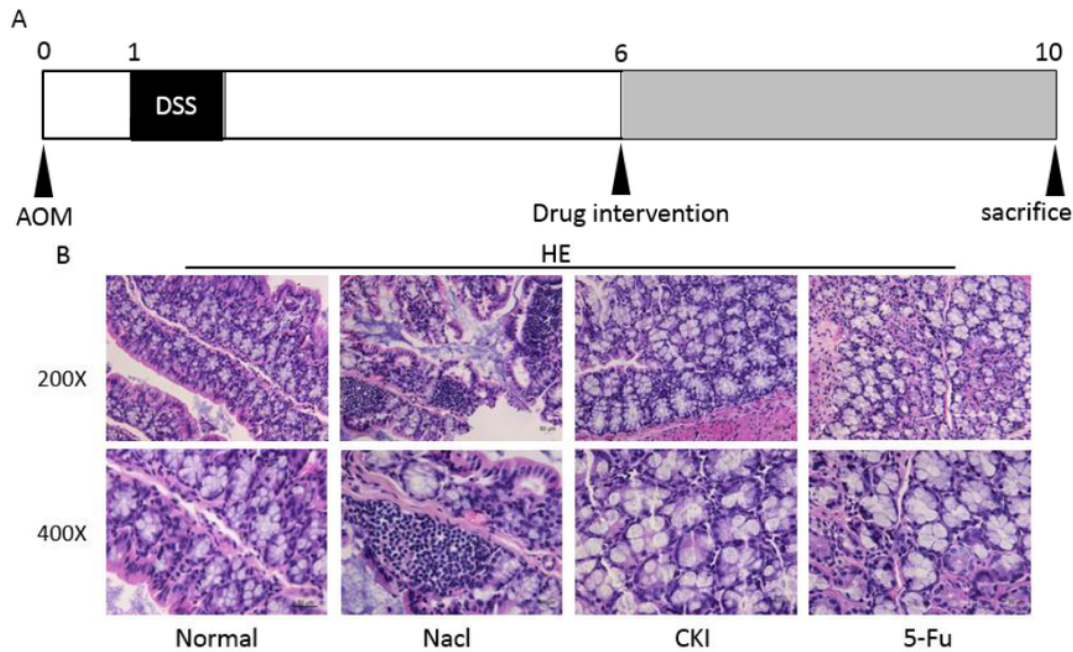 A
0 1 6 10
DSS
AOM Drug intervention sacrifice
B HE
200X
400X
Normal Nacl CKI 5-Fu